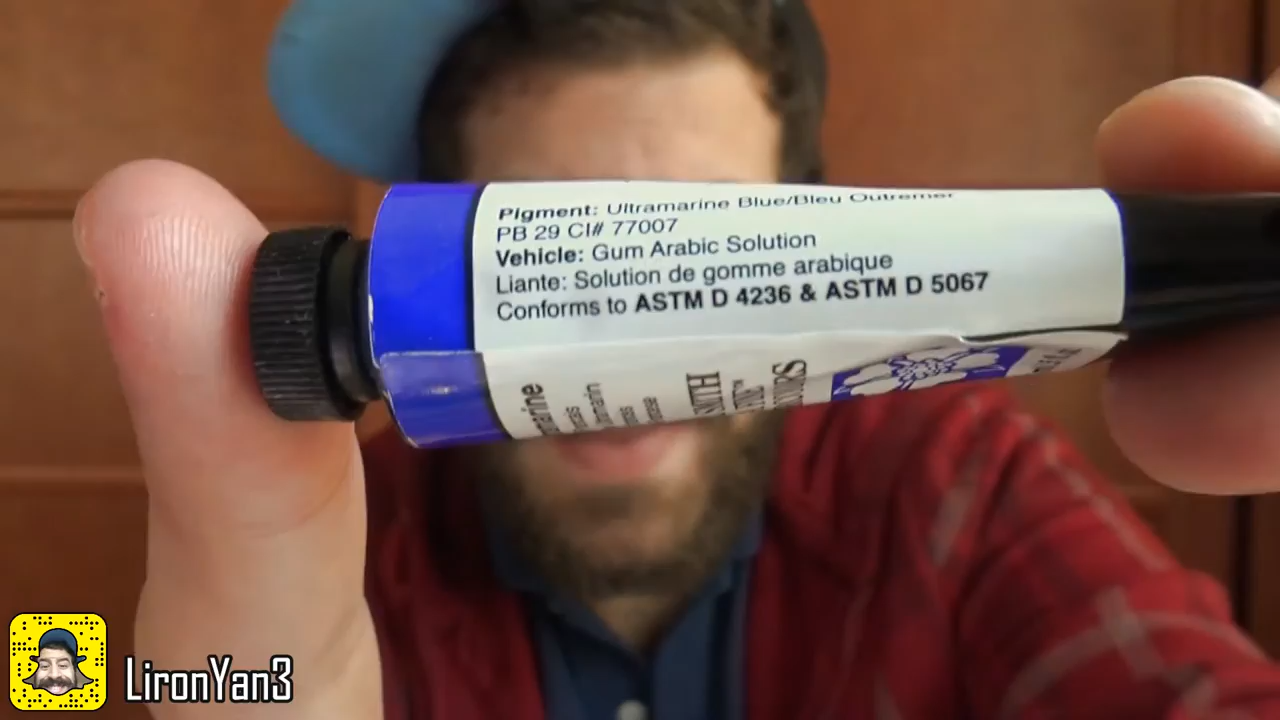 Pigment: Ultramarine Blue/Bleu Outremer
PB 29 CI# 77007
Vehicle: Gum Arabic Solution
Liante: Solution de gomme arabique
Conforms to ASTM D 4236 & ASTM D 5067
LironYan3